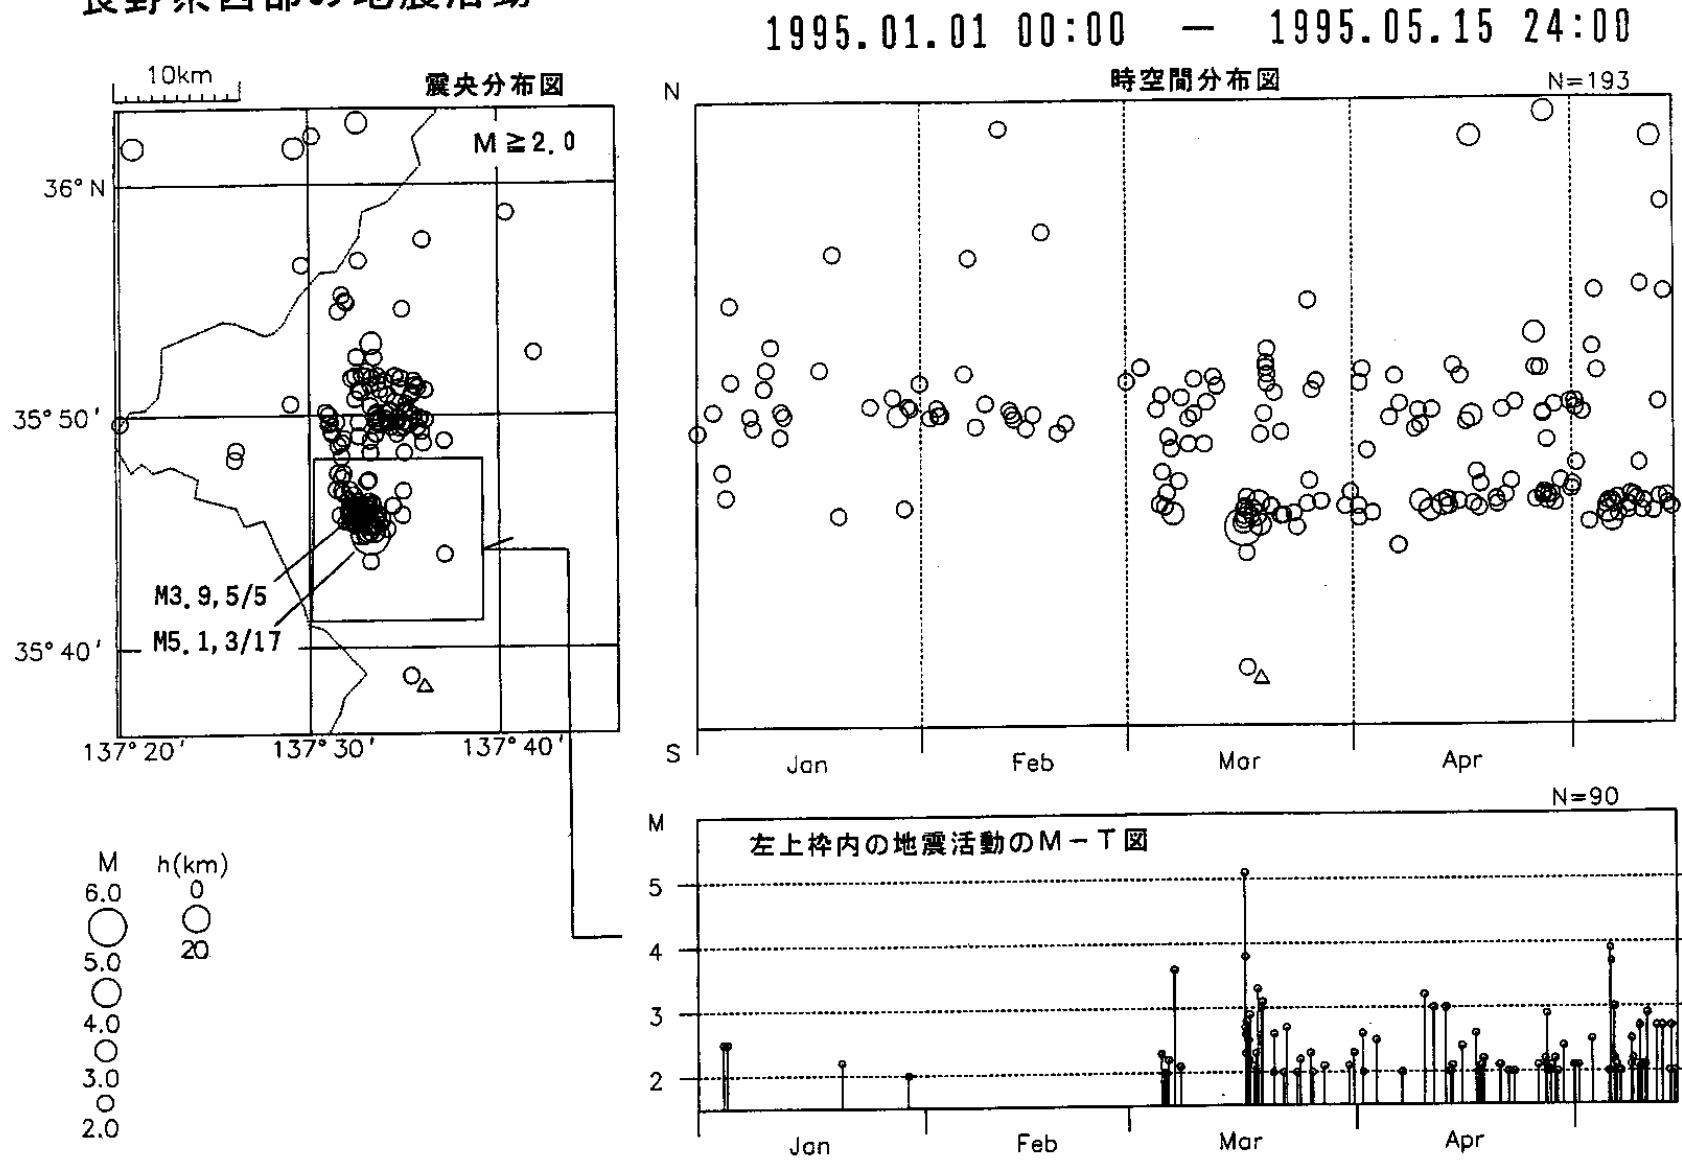 長野県西部の地震活動
1995.01.01 00:00 — 1995.05.15 24:00
10km
震央分布図
N
時空間分布図
N=193
M≧2.0
36°N
35°50′
M3.9,5/5
M5.1,3/17
35°40′
137°20′ 137°30′ 137°40′
S
Jan Feb Mar Apr
N=90
M
左上枠内の地震活動のM－T図
5
4
3
2
Jan Feb Mar Apr
M h(km)
6.0 0
5.0 20
4.0
3.0
2.0